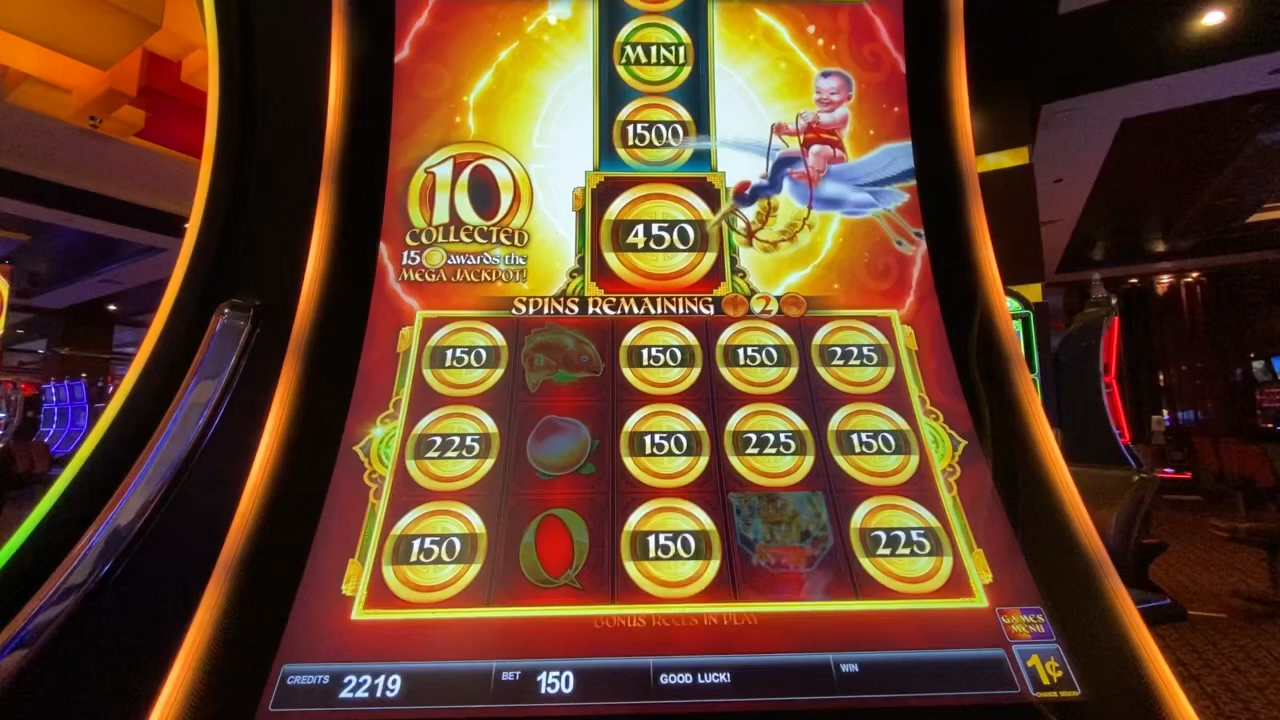 MINI
1500
450
10
COLLECTED
15 awards the
MEGA JACKPOT!
SPINS REMAINING 2
150 150 150 225
225 150 225 150
150 Q 150 225
BONUS REELS IN PLAY
GAMES
MENU
CREDITS 2219 BET 150 GOOD LUCK! WIN
1¢
CHANGE DENOM